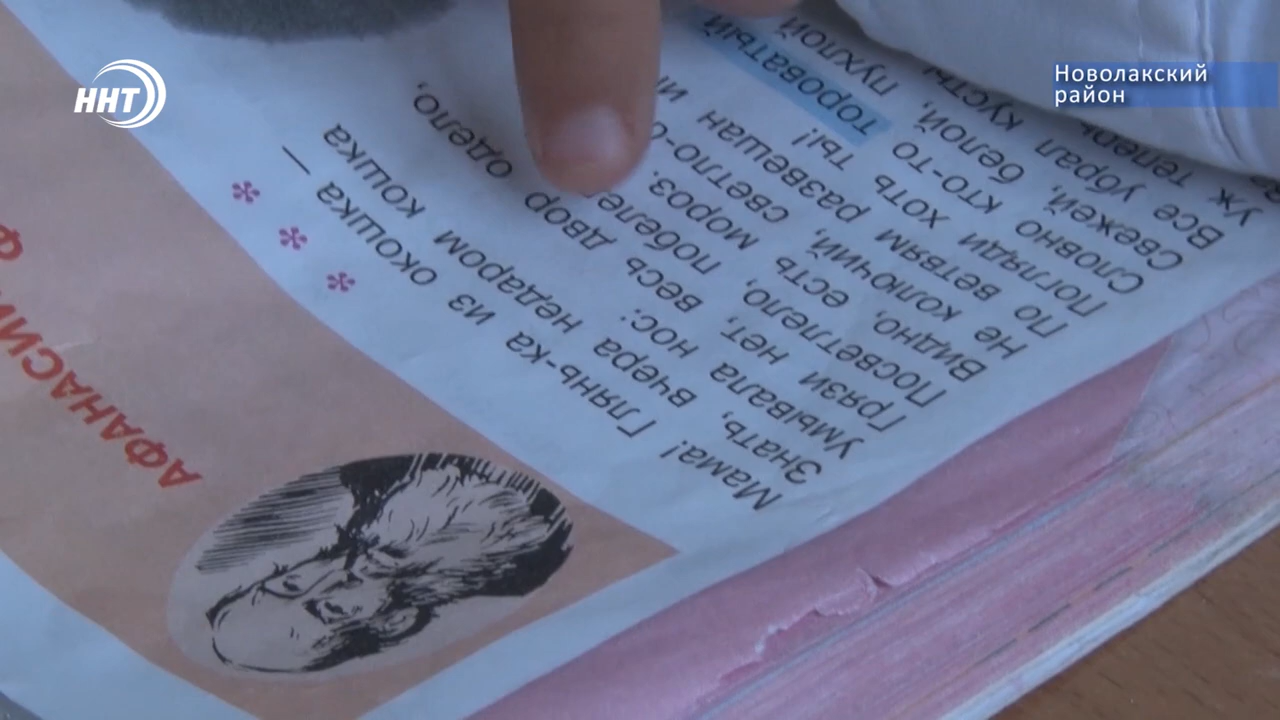 ННТ
Новолакский
район
АФАНАСИЙ Ф
* * *
Мама! Глянь-ка из окошка —
Знать, вчера недаром кошка
Умывала нос:
Грязи нет, весь двор одело,
Посветлело, побеле
Видно, есть мороз.
Не колючий, светло-с
По ветвям развешан и
Погляди хоть ты!
Словно кто-то тороватый
Свежей, белой, пухлой
Все убрал кусты
Уж теперь